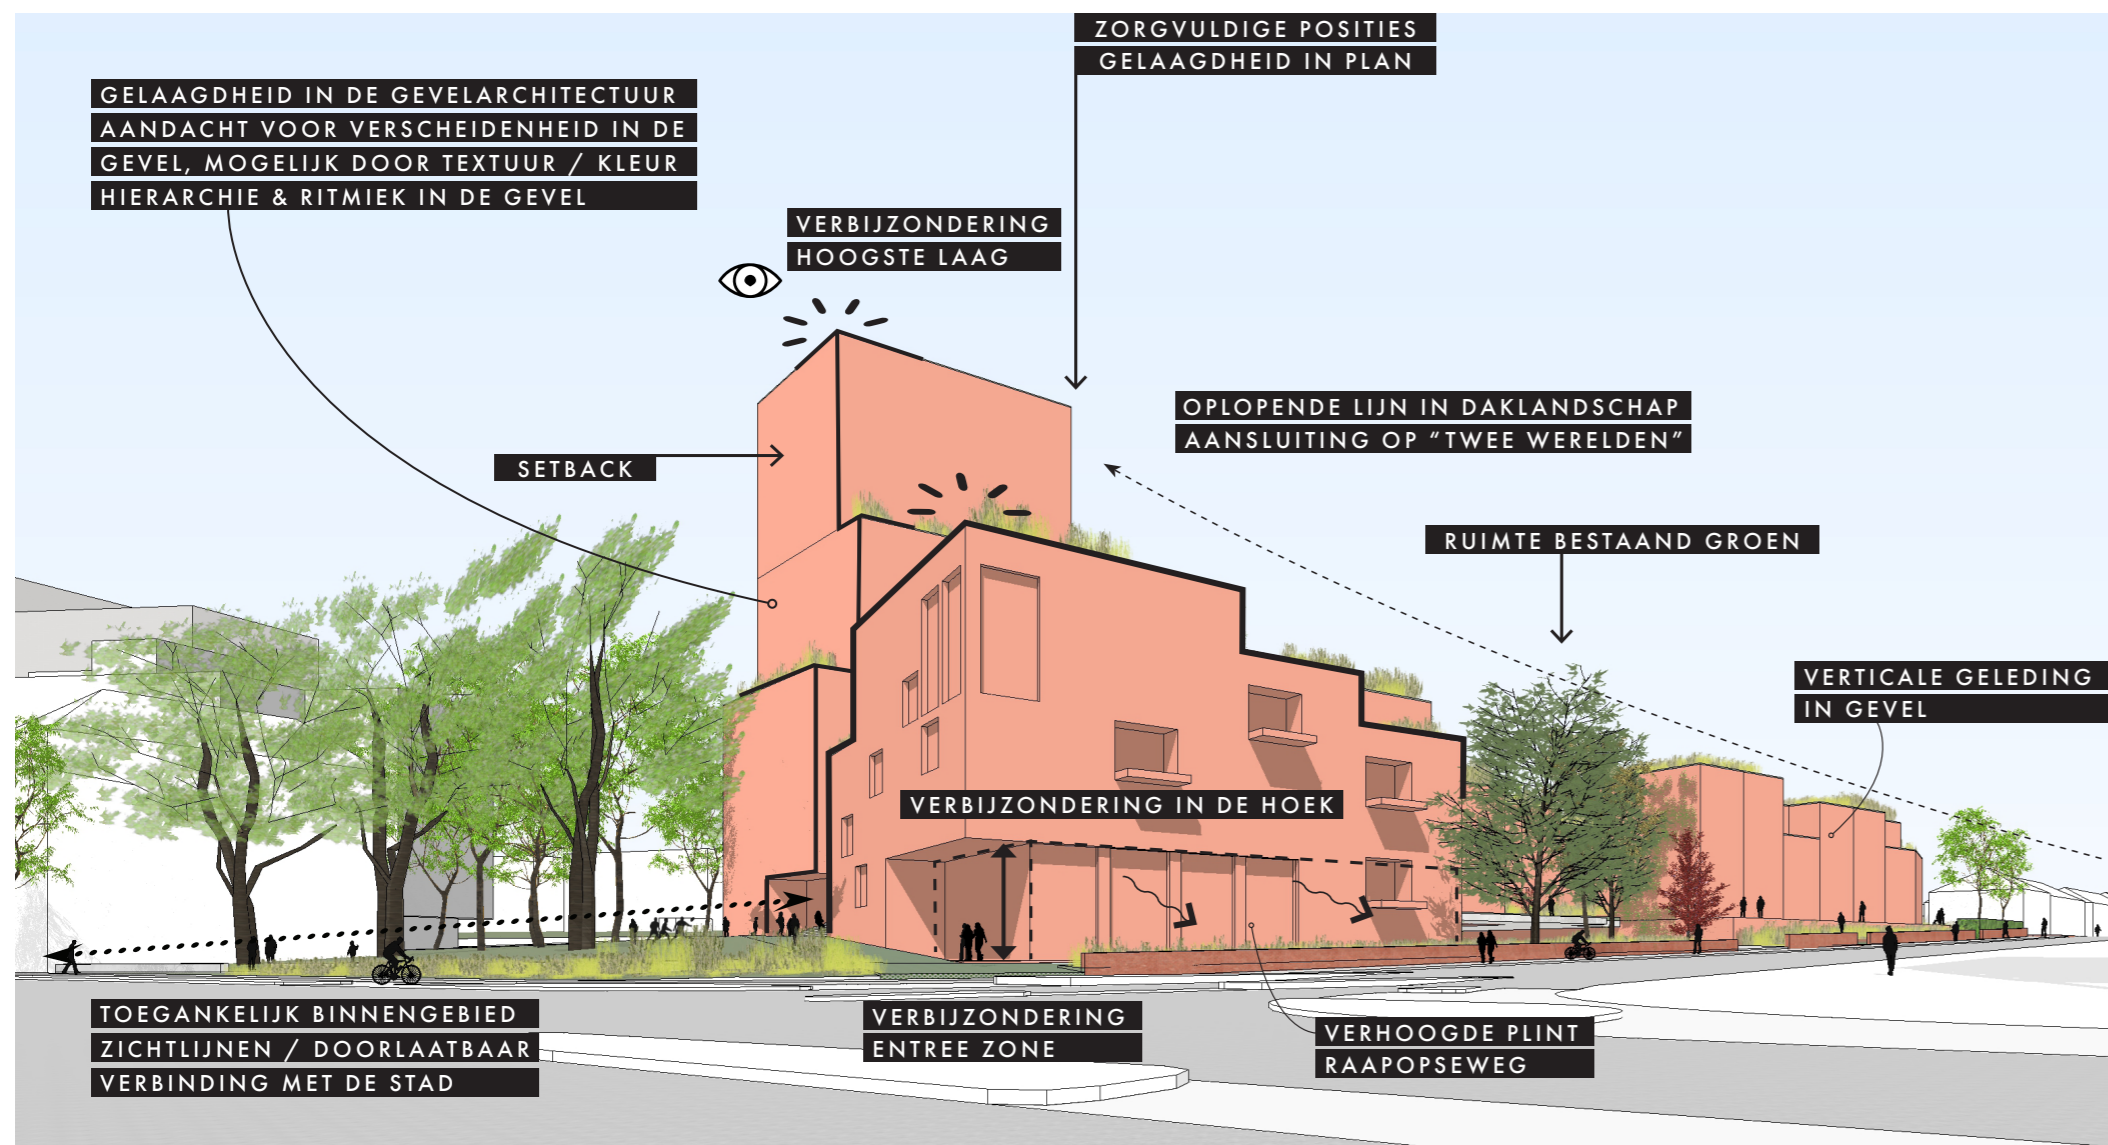 ZORGVULDIGE POSITIES
GELAAGDHEID IN PLAN
GELAAGDHEID IN DE GEVELARCHITECTUUR
AANDACHT VOOR VERSCHEIDENHEID IN DE
GEVEL, MOGELIJK DOOR TEXTUUR / KLEUR
HIERARCHIE & RITMIEK IN DE GEVEL
VERBIJZONDERING
HOOGSTE LAAG
OPLOPENDE LIJN IN DAKLANDSCHAP
AANSLUITING OP “TWEE WERELDEN”
SETBACK
RUIMTE BESTAAND GROEN
VERTICALE GELEDING
IN GEVEL
VERBIJZONDERING IN DE HOEK
TOEGANKELIJK BINNENGEBIED
ZICHTLIJNEN / DOORLAATBAAR
VERBINDING MET DE STAD
VERBIJZONDERING
ENTREE ZONE
VERHOOGDE PLINT
RAAPOPSEWEG